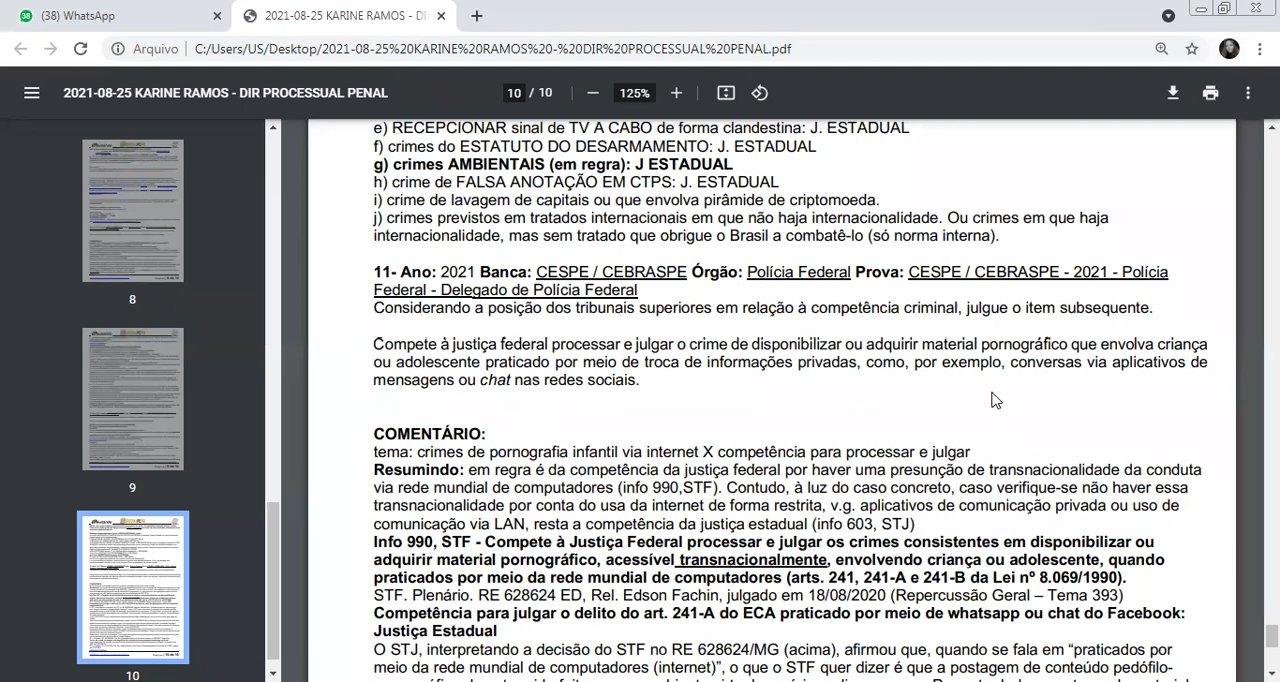 (38) WhatsApp
2021-08-25 KARINE RAMOS - DI
Arquivo
C:/Users/US/Desktop/2021-08-25%20KARINE%20RAMOS%20-%20DIR%20PROCESSUAL%20PENAL.pdf
2021-08-25 KARINE RAMOS - DIR PROCESSUAL PENAL
10 / 10
125%
8
9
10
e) RECEPCIONAR sinal de TV A CABO de forma clandestina: J. ESTADUAL
f) crimes do ESTATUTO DO DESARMAMENTO: J. ESTADUAL
g) crimes AMBIENTAIS (em regra): J ESTADUAL
h) crime de FALSA ANOTAÇÃO EM CTPS: J. ESTADUAL
i) crime de lavagem de capitais ou que envolva pirâmide de criptomoeda.
j) crimes previstos em tratados internacionais em que não haja internacionalidade. Ou crimes em que haja
internacionalidade, mas sem tratado que obrigue o Brasil a combatê-lo (só norma interna).
11- Ano: 2021 Banca: CESPE / CEBRASPE Órgão: Polícia Federal Prova: CESPE / CEBRASPE - 2021 - Polícia
Federal - Delegado de Polícia Federal
Considerando a posição dos tribunais superiores em relação à competência criminal, julgue o item subsequente.
Compete à justiça federal processar e julgar o crime de disponibilizar ou adquirir material pornográfico que envolva criança
ou adolescente praticado por meio de troca de informações privadas, como, por exemplo, conversas via aplicativos de
mensagens ou chat nas redes sociais.
COMENTÁRIO:
tema: crimes de pornografia infantil via internet X competência para processar e julgar
Resumindo: em regra é da competência da justiça federal por haver uma presunção de transnacionalidade da conduta
via rede mundial de computadores (info 990,STF). Contudo, à luz do caso concreto, caso verifique-se não haver essa
transnacionalidade por conta do usa da internet de forma restrita, v.g. aplicativos de comunicação privada ou uso de
comunicação via LAN, a competência da justiça estadual (info 603, STJ)
Info 990, STF - Compete à Justiça Federal processar e julgar os crimes consistentes em disponibilizar ou
adquirir material pornográfico, acessível transnacionalmente, envolvendo criança ou adolescente, quando
praticados por meio da rede mundial de computadores (arts. 241, 241-A e 241-B da Lei nº 8.069/1990).
STF. Plenário. RE 628624 ED, Rel. Edson Fachin, julgado em 18/08/2020 (Repercussão Geral – Tema 393)
Competência para julgar o delito do art. 241-A do ECA praticado por meio de whatsapp ou chat do Facebook:
Justiça Estadual
O STJ, interpretando a decisão do STF no RE 628624/MG (acima), afirmou que, quando se fala em “praticados por
meio da rede mundial de computadores (internet)”, o que o STF quer dizer é que a postagem de conteúdo pedófilo-